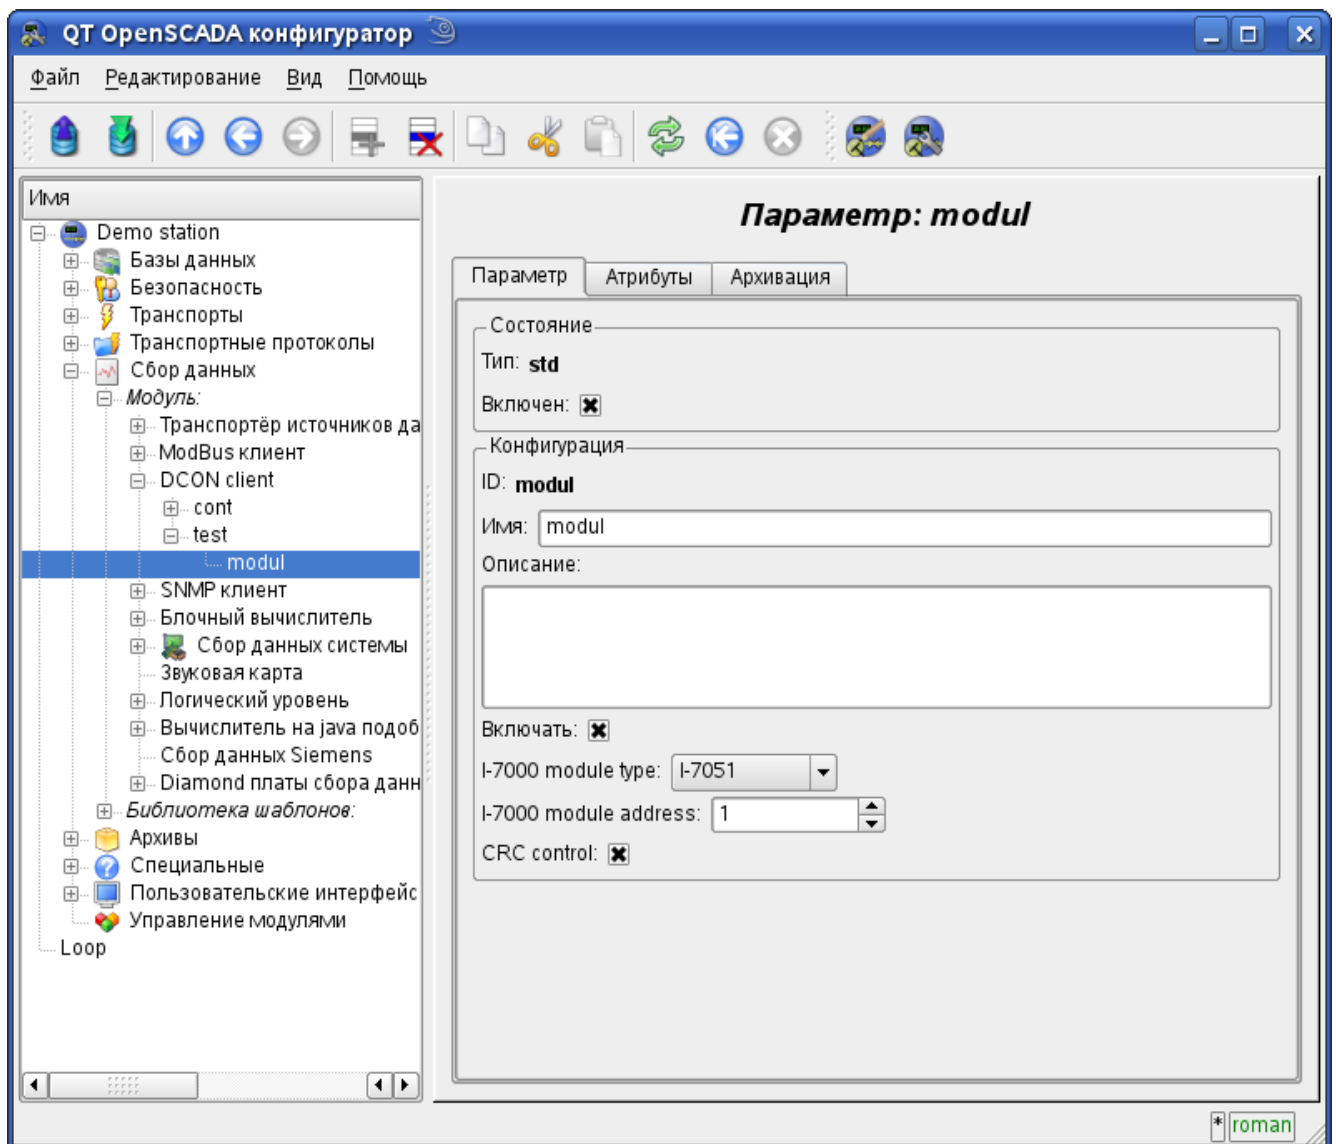 QT OpenSCADA конфигуратор
Файл Редактирование Вид Помощь
Имя
Demo station
Базы данных
Безопасность
Транспорты
Транспортные протоколы
Сбор данных
Модуль:
Транспортёр источников да
ModBus клиент
DCON client
cont
test
modul
SNMP клиент
Блочный вычислитель
Сбор данных системы
Звуковая карта
Логический уровень
Вычислитель на java подоб
Сбор данных Siemens
Diamond платы сбора данн
Библиотека шаблонов:
Архивы
Специальные
Пользовательские интерфейс
Управление модулями
Loop
Параметр: modul
Параметр Атрибуты Архивация
Состояние
Тип: std
Включен:
Конфигурация
ID: modul
Имя: modul
Описание:
Включать:
I-7000 module type: I-7051
I-7000 module address: 1
CRC control:
* roman